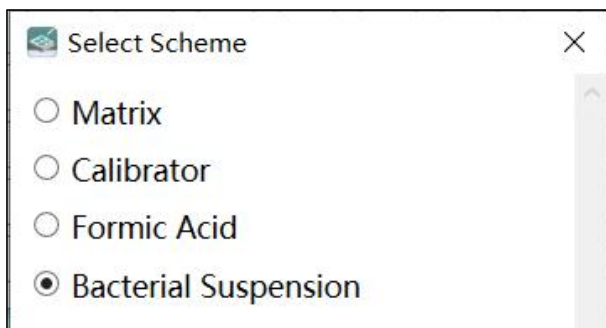 Select Scheme
Matrix
Calibrator
Formic Acid
Bacterial Suspension